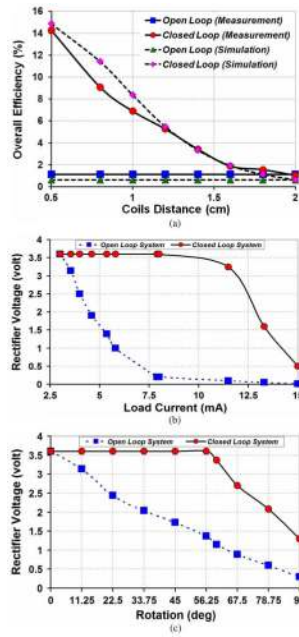 Overall Efficiency (%)
16
14
12
10
8
6
4
2
0
Open Loop (Measurement)
Closed Loop (Measurement)
Open Loop (Simulation)
Closed Loop (Simulation)
0.5 1 1.5 2
Coils Distance (cm)
(a)
Rectifier Voltage (volt)
4
3.5
3
2.5
2
1.5
1
0.5
0
Open Loop System Closed Loop System
2.5 5 7.5 10 12.5 15
Load Current (mA)
(b)
Rectifier Voltage (volt)
4
3.5
3
2.5
2
1.5
1
0.5
0
Open Loop System Closed Loop System
0 11.25 22.5 33.75 45 56.25 67.5 78.75 90
Rotation (deg)
(c)